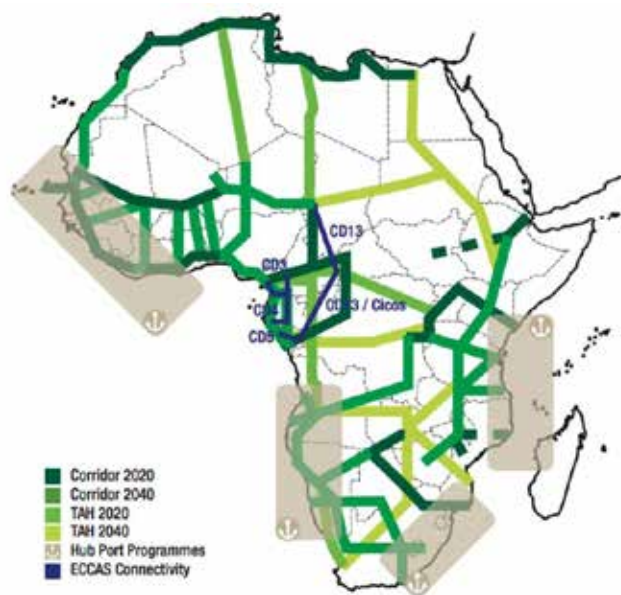 CD13
CD3
CD13 / Cicos
CD4
CD5
Corridor 2020
Corridor 2040
TAH 2020
TAH 2040
Hub Port Programmes
ECCAS Connectivity